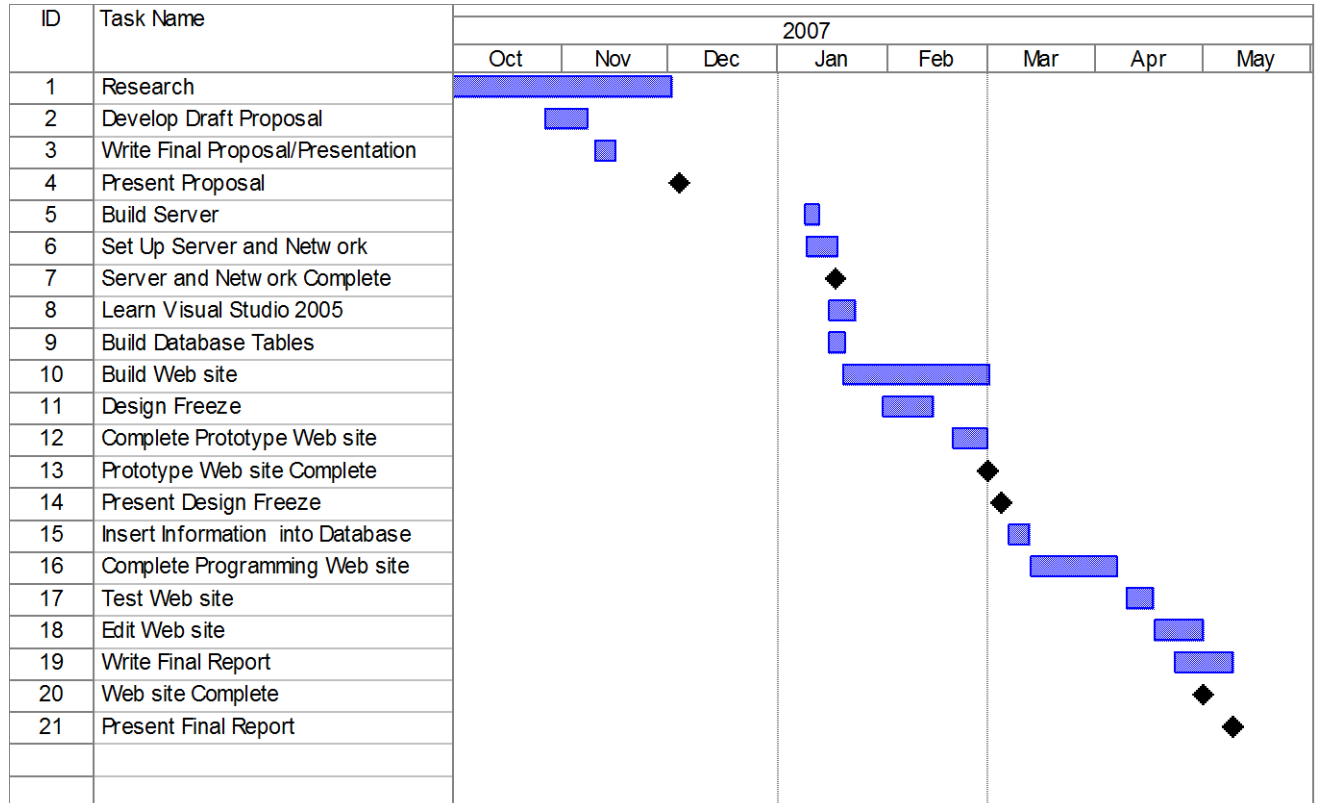 ID Task Name
2007
Oct Nov Dec Jan Feb Mar Apr May
1 Research
2 Develop Draft Proposal
3 Write Final Proposal/Presentation
4 Present Proposal
5 Build Server
6 Set Up Server and Network
7 Server and Network Complete
8 Learn Visual Studio 2005
9 Build Database Tables
10 Build Web site
11 Design Freeze
12 Complete Prototype Web site
13 Prototype Web site Complete
14 Present Design Freeze
15 Insert Information into Database
16 Complete Programming Web site
17 Test Web site
18 Edit Web site
19 Write Final Report
20 Web site Complete
21 Present Final Report